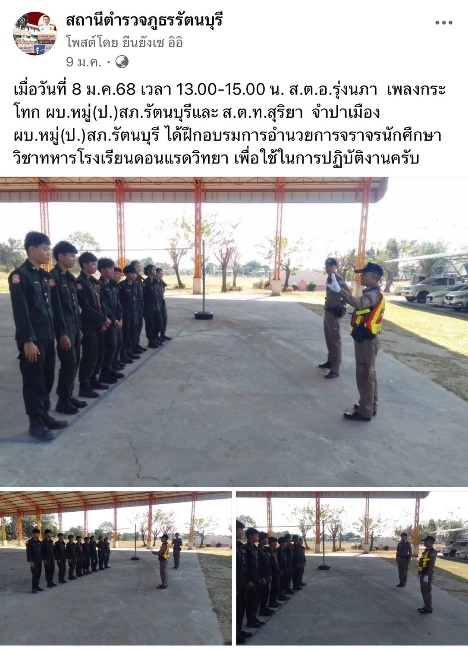 สถานีตำรวจภูธรรัตนบุรี
โพสต์โดย ยืนยังเซ อิอิ
9 ม.ค. ·
เมื่อวันที่ 8 ม.ค.68 เวลา 13.00-15.00 น. ส.ต.อ.รุ่งนภา เพลงกระ
โทก ผบ.หมู่(ป.)สภ.รัตนบุรีและ ส.ต.ท.สุริยา จำปาเมือง
ผบ.หมู่(ป.)สภ.รัตนบุรี ได้ฝึกอบรมการอำนวยการจราจรนักศึกษา
วิชาทหารโรงเรียนดอนแรดวิทยา เพื่อใช้ในการปฏิบัติงานครับ